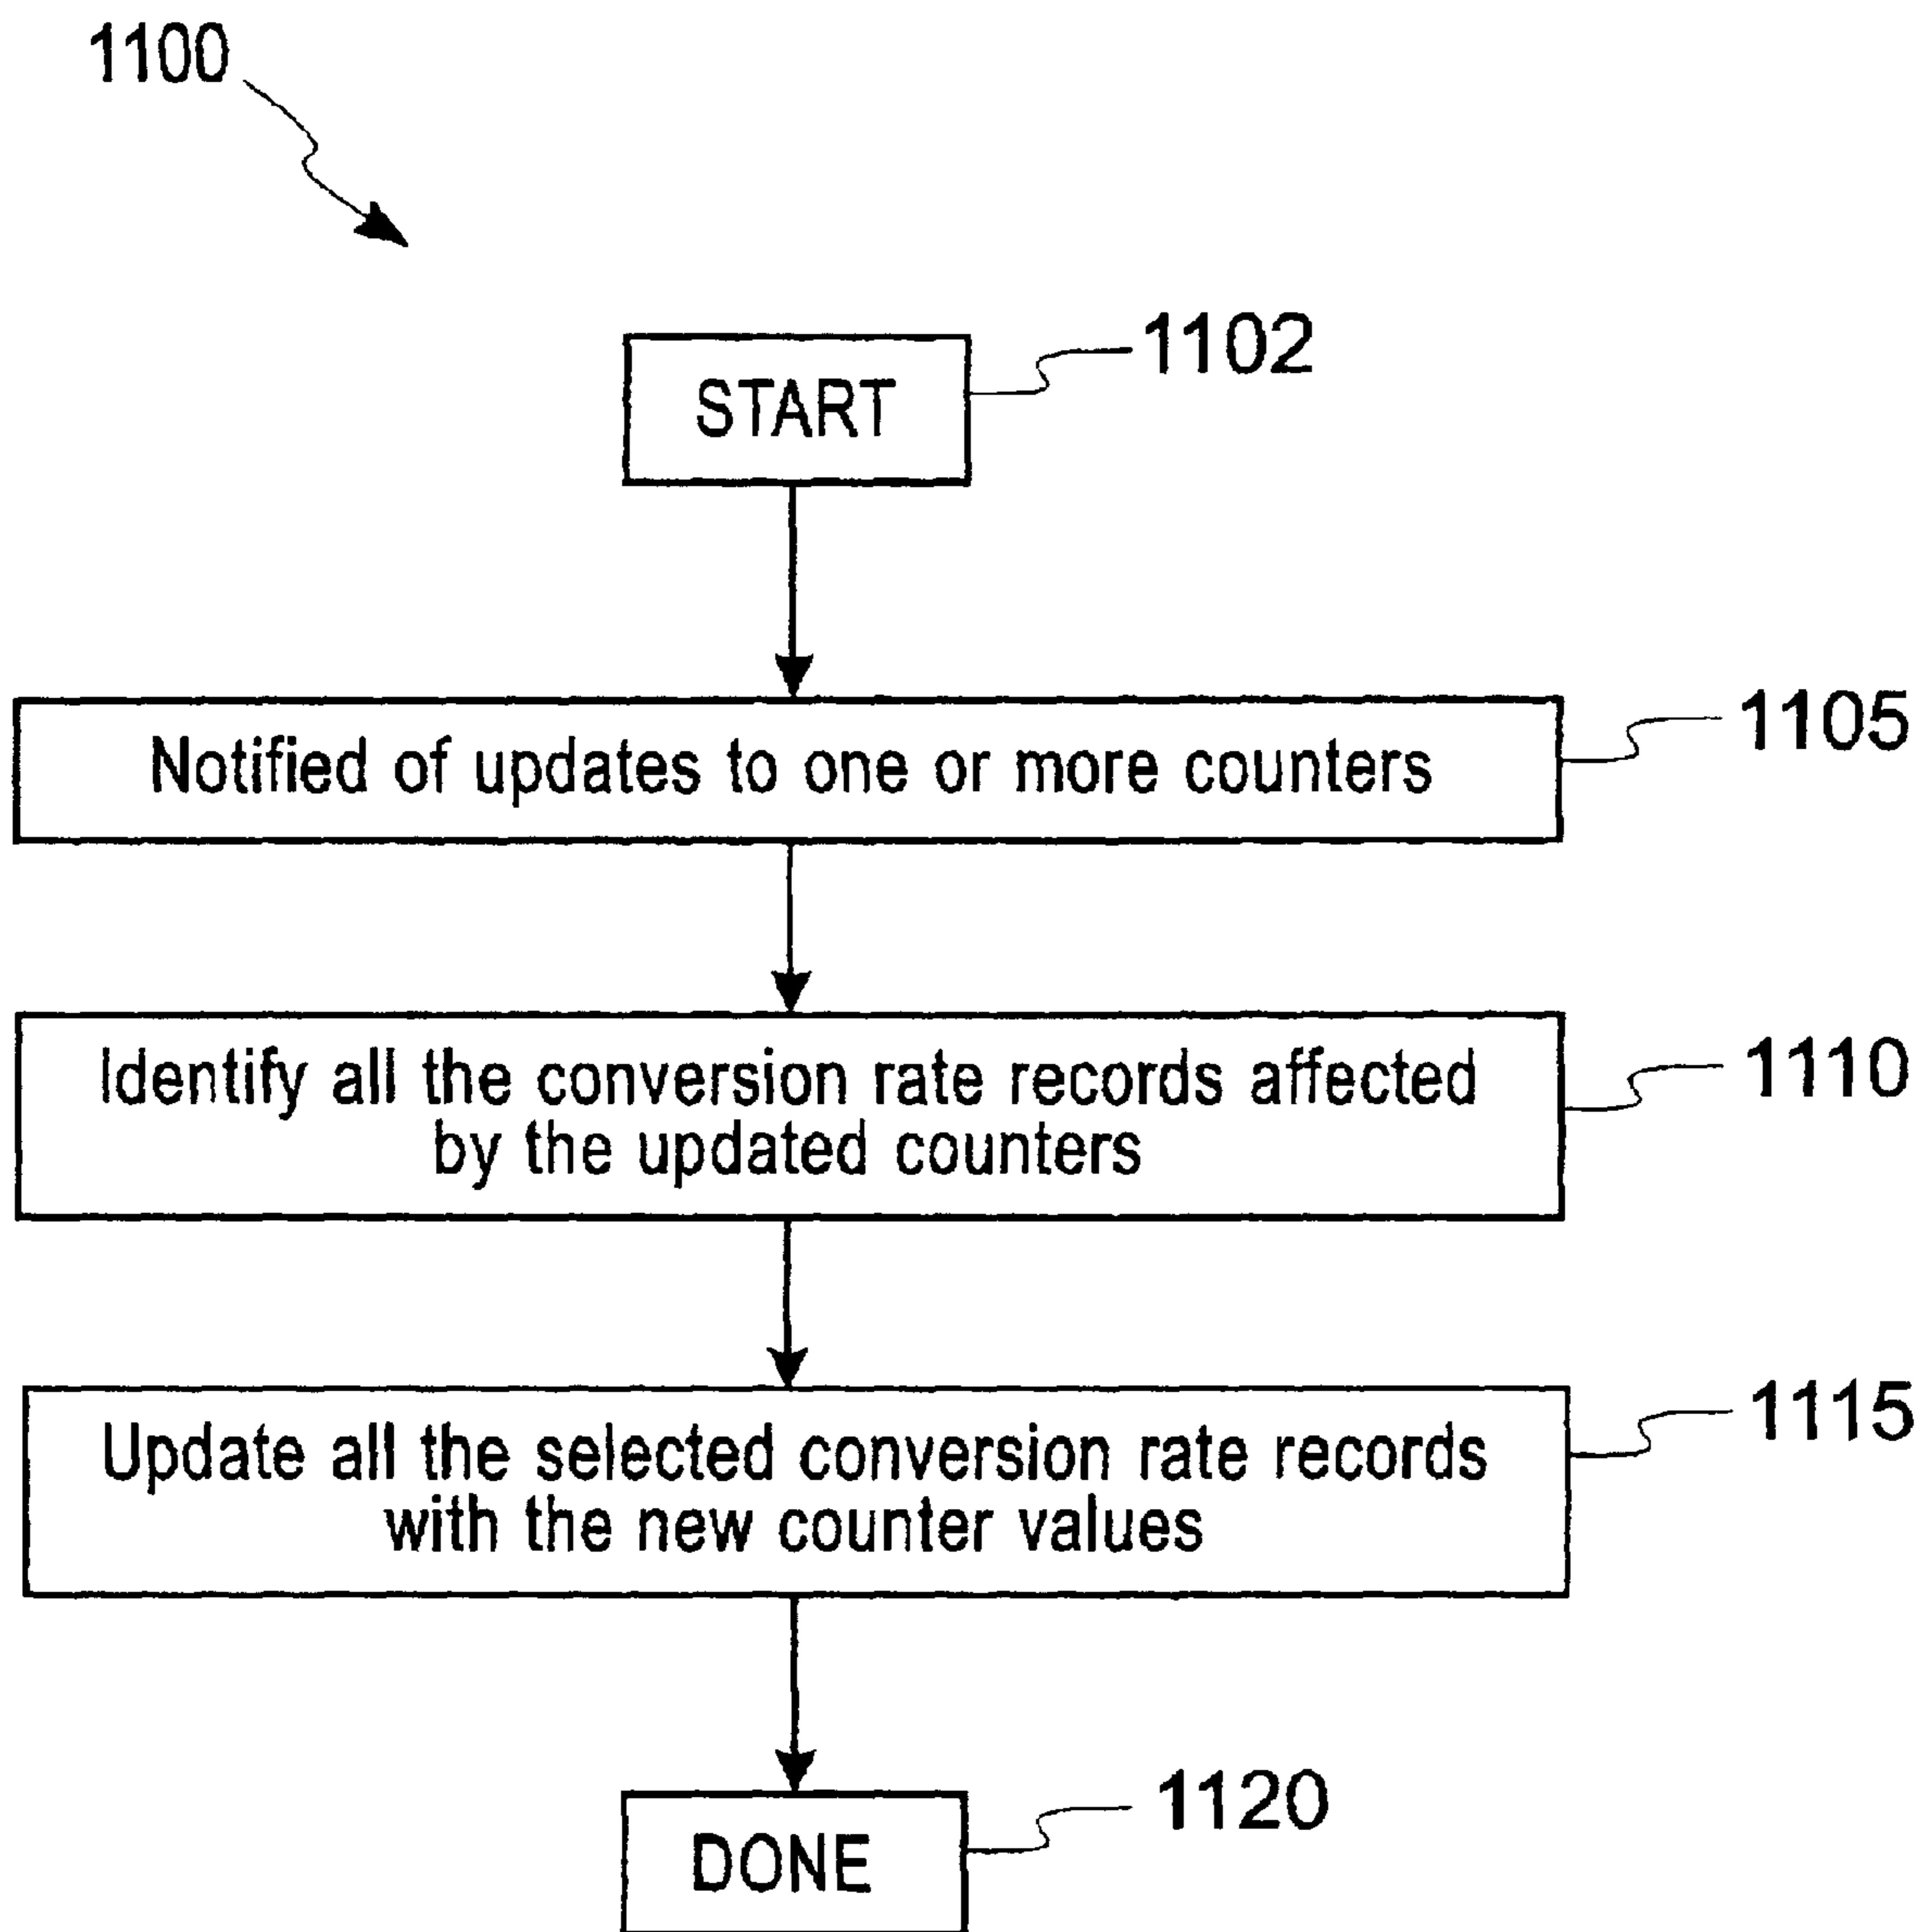 1100
START
1102
Notified of updates to one or more counters
1105
Identify all the conversion rate records affected
by the updated counters
1110
Update all the selected conversion rate records
with the new counter values
1115
DONE
1120